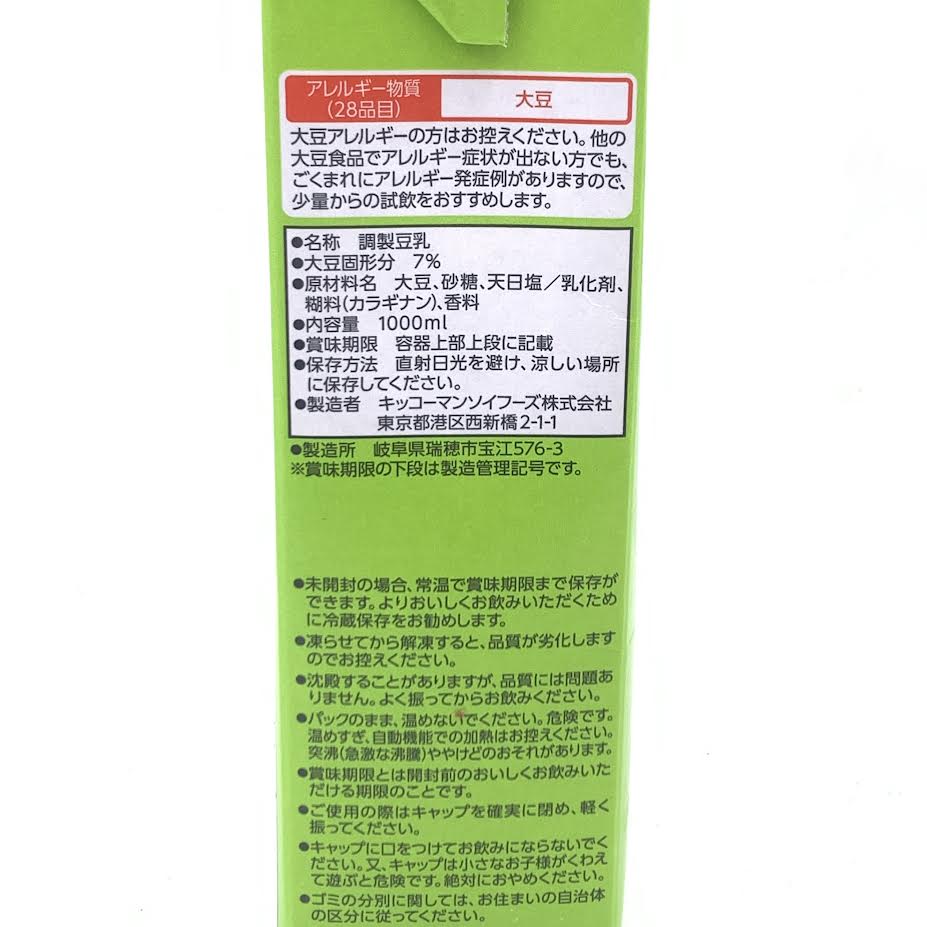 アレルギー物質
(28品目)
大豆
大豆アレルギーの方はお控えください。他の
大豆食品でアレルギー症状が出ない方でも、
ごくまれにアレルギー発症例がありますので、
少量からの試飲をおすすめします。
●名称 調製豆乳
●大豆固形分 7%
●原材料名 大豆、砂糖、天日塩／乳化剤、
糊料(カラギナン)、香料
●内容量 1000ml
●賞味期限 容器上部上段に記載
●保存方法 直射日光を避け、涼しい場所
に保存してください。
●製造者 キッコーマンソイフーズ株式会社
東京都港区西新橋2-1-1
●製造所 岐阜県瑞穂市宝江576-3
※賞味期限の下段は製造管理記号です。
●未開封の場合、常温で賞味期限まで保存が
できます。よりおいしくお飲みいただくため
に冷蔵保存をお勧めします。
●凍らせてから解凍すると、品質が劣化します
のでお控えください。
●沈殿することがありますが、品質には問題あ
りません。よく振ってからお飲みください。
●パックのまま、温めないでください。危険です。
温めすぎ、自動機能での加熱はお控えください。
突沸(急激な沸騰)ややけどのおそれがあります。
●賞味期限とは開封前のおいしくお飲みいた
だける期限のことです。
●ご使用の際はキャップを確実に閉め、軽く
振ってください。
●キャップに口をつけてお飲みにならないでく
ださい。又、キャップは小さなお子様がくわえ
て遊ぶと危険です。絶対におやめください。
●ゴミの分別に関しては、お住まいの自治体
の区分に従ってください。